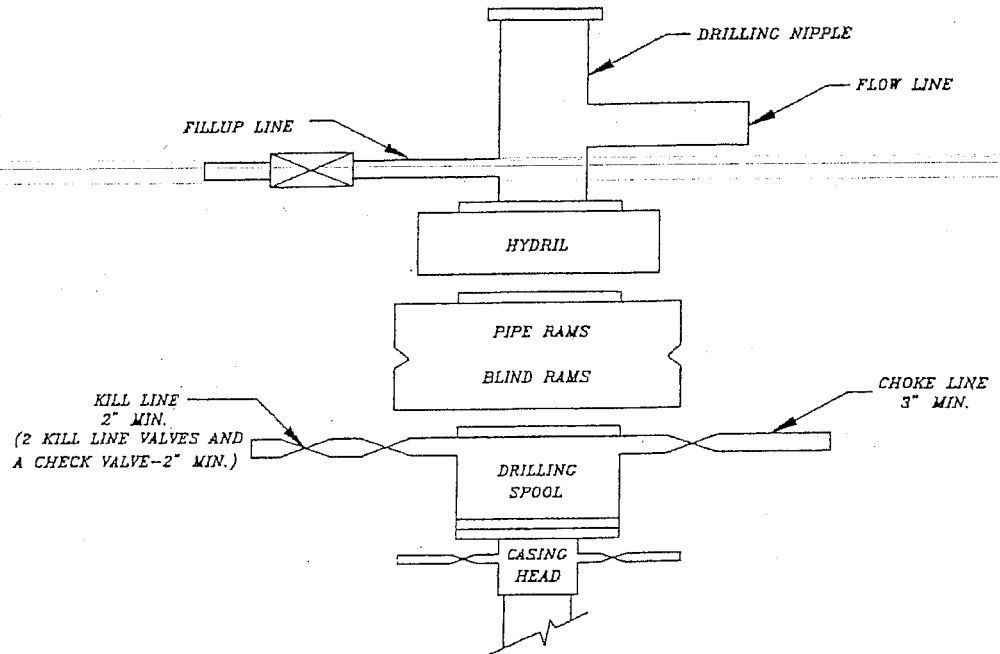 DRILLING NIPPLE
FLOW LINE
FILLUP LINE
HYDRIL
PIPE RAMS
BLIND RAMS
KILL LINE
2" MIN.
(2 KILL LINE VALVES AND
A CHECK VALVE-2" MIN.)
CHOKE LINE
3" MIN.
DRILLING
SPOOL
CASING
HEAD